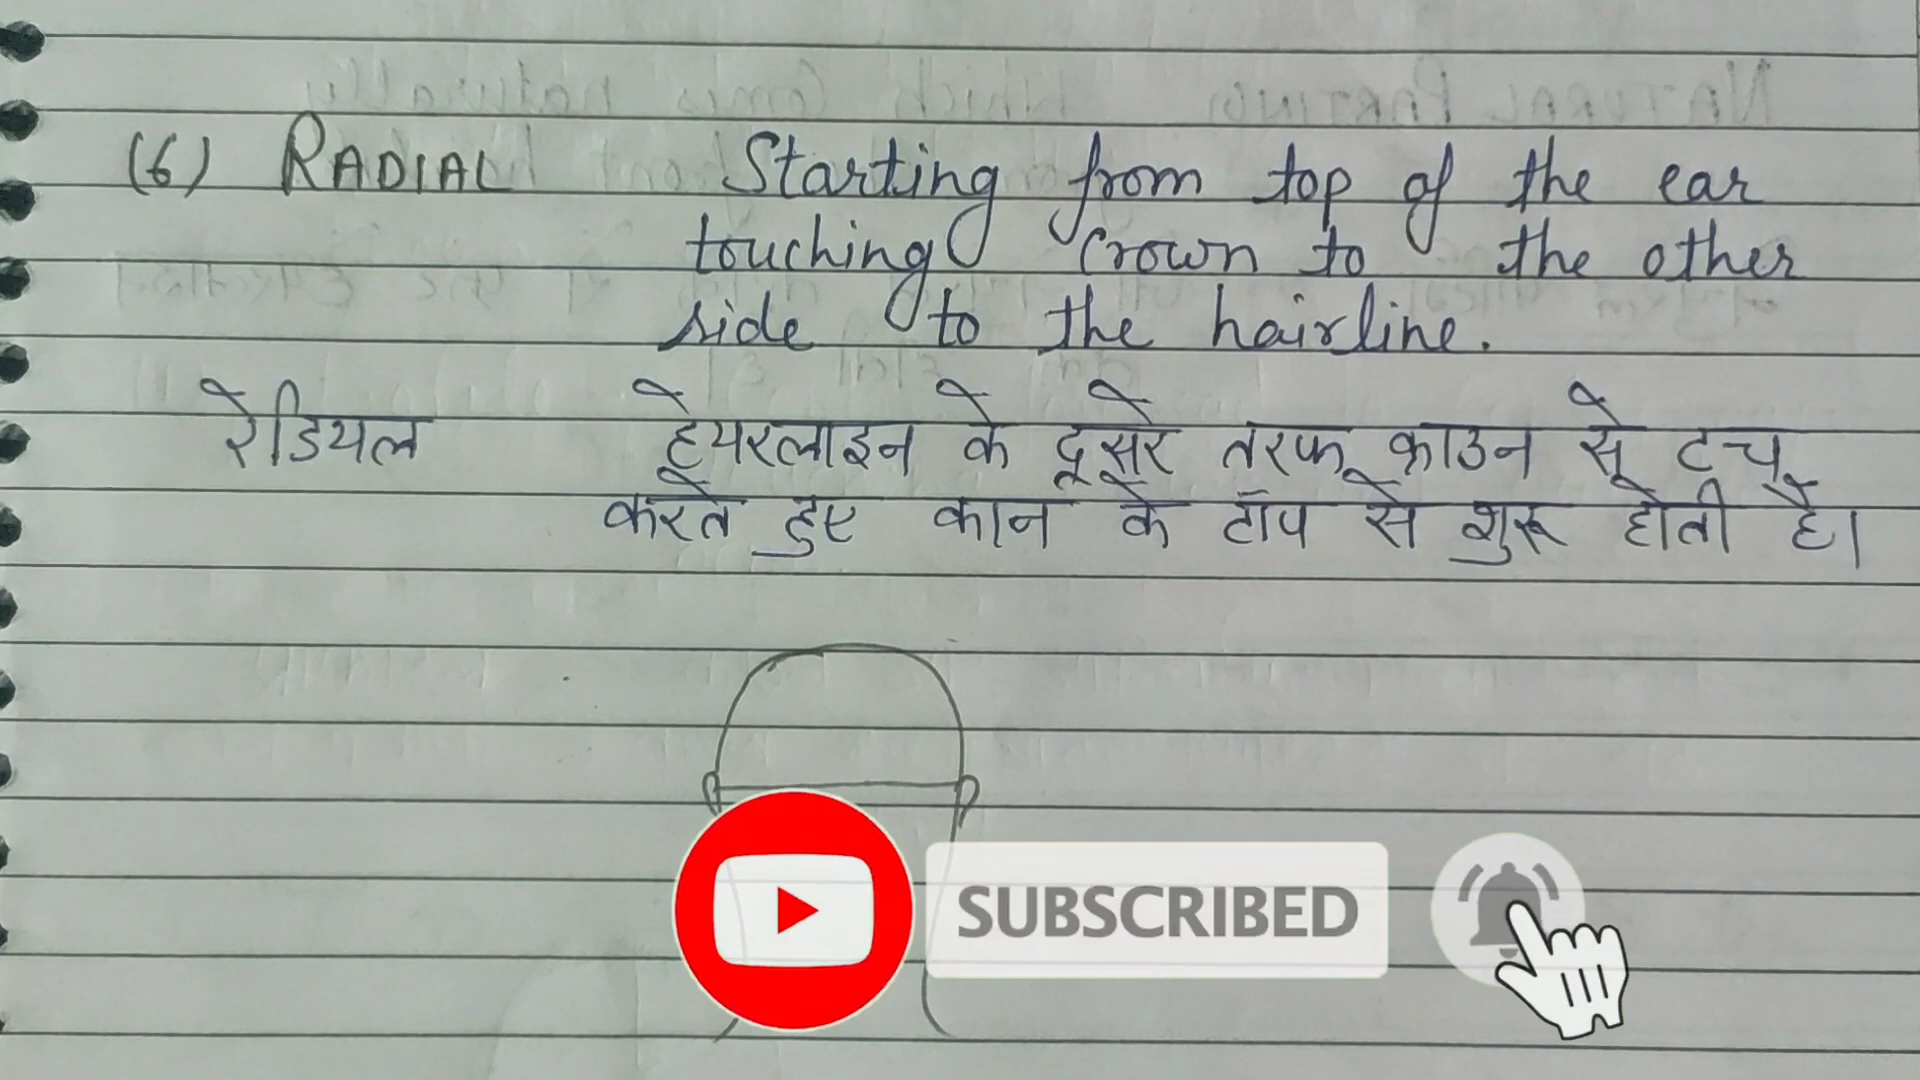 (6) RADIAL Starting from top of the ear
touching Crown to the other
side to the hairline.
रेडियल हेयरलाइन के दूसरे तरफ क्राउन से टच
करते हुए कान के टॉप से शुरू होती है।
SUBSCRIBED